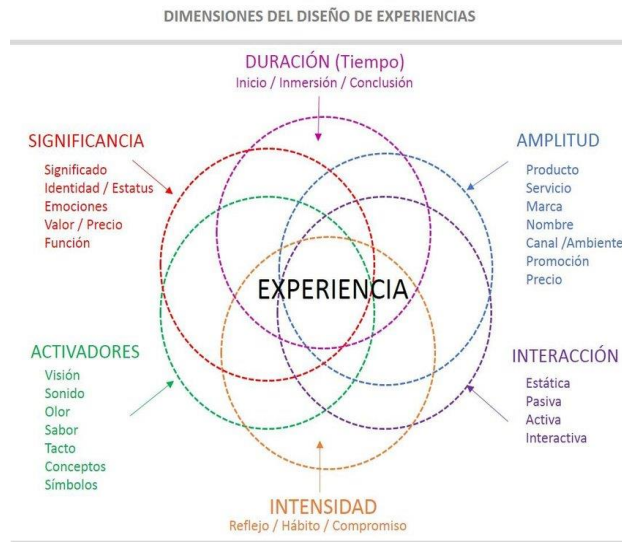 DIMENSIONES DEL DISEÑO DE EXPERIENCIAS
DURACIÓN (Tiempo)
Inicio / Inmersión / Conclusión
SIGNIFICANCIA
Significado
Identidad / Estatus
Emociones
Valor / Precio
Función
AMPLITUD
Producto
Servicio
Marca
Nombre
Canal /Ambiente
Promoción
Precio
EXPERIENCIA
ACTIVADORES
Visión
Sonido
Olor
Sabor
Tacto
Conceptos
Símbolos
INTERACCIÓN
Estática
Pasiva
Activa
Interactiva
INTENSIDAD
Reflejo / Hábito / Compromiso